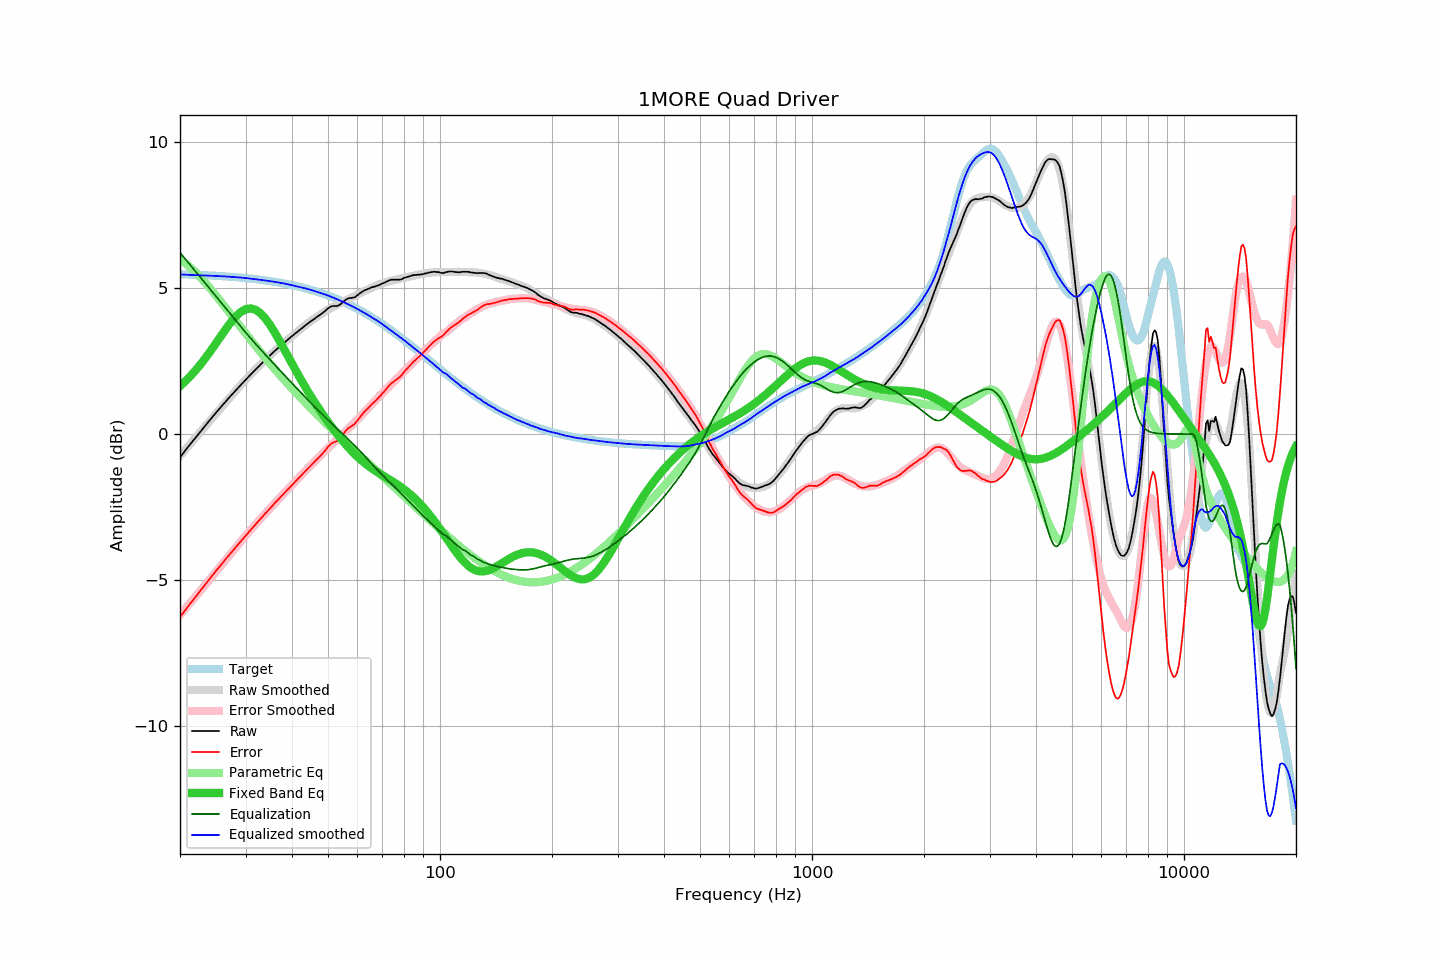 1MORE Quad Driver
Amplitude (dBr)
10
5
0
−5
−10
Target
Raw Smoothed
Error Smoothed
Raw
Error
Parametric Eq
Fixed Band Eq
Equalization
Equalized smoothed
100
1000
10000
Frequency (Hz)